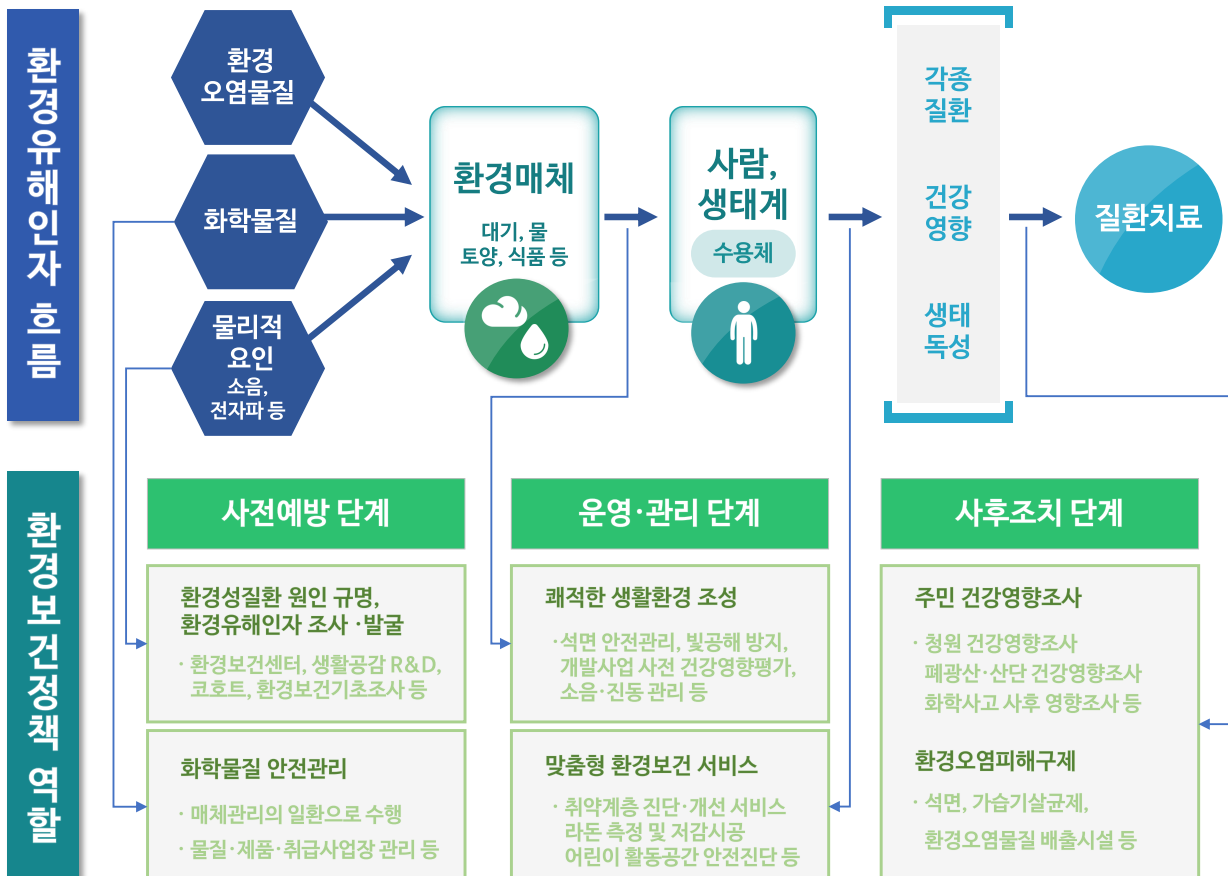 환경유해인자 흐름
환경
오염물질
화학물질
물리적
요인
소음,
전자파 등
환경매체
대기, 물
토양, 식품 등
사람,
생태계
수용체
각종
질환
건강
영향
생태
독성
질환치료
환경보건정책 역할
사전예방 단계
환경성질환 원인 규명,
환경유해인자 조사 ·발굴
· 환경보건센터, 생활공감 R&D,
코호트, 환경보건기초조사 등
화학물질 안전관리
· 매체관리의 일환으로 수행
· 물질·제품·취급사업장 관리 등
운영·관리 단계
쾌적한 생활환경 조성
·석면 안전관리, 빛공해 방지,
개발사업 사전 건강영향평가,
소음·진동 관리 등
맞춤형 환경보건 서비스
· 취약계층 진단·개선 서비스
라돈 측정 및 저감시공
어린이 활동공간 안전진단 등
사후조치 단계
주민 건강영향조사
· 청원 건강영향조사
폐광산·산단 건강영향조사
화학사고 사후 영향조사 등
환경오염피해구제
· 석면, 가습기살균제,
환경오염물질 배출시설 등